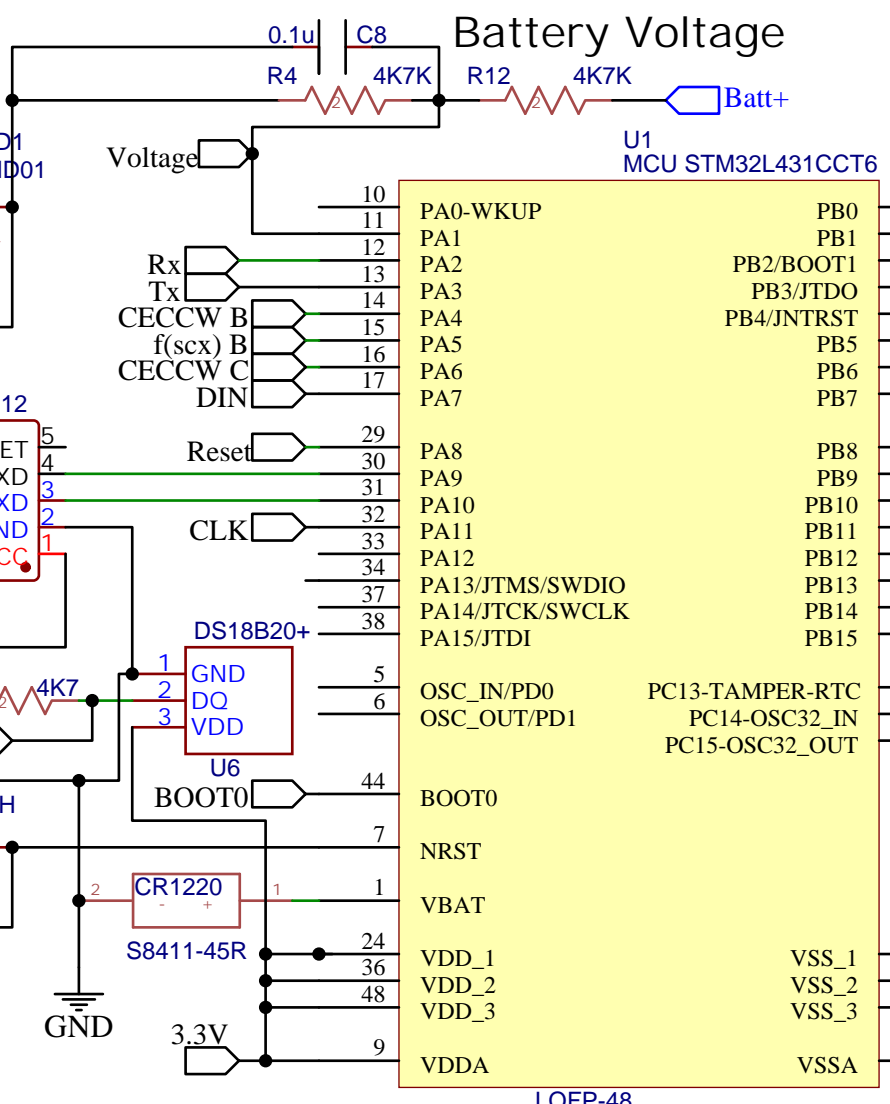 Battery Voltage
0.1u C8
R4 4K7K R12 4K7K
Batt+
D1
U1
MCU STM32L431CCT6
Voltage
10 PA0-WKUP PB0
11 PA1 PB1
Rx 12 PA2 PB2/BOOT1
Tx 13 PA3 PB3/JTDO
CECCW B 14 PA4 PB4/JNTRST
f(scx) B 15 PA5 PB5
CECCW C 16 PA6 PB6
DIN 17 PA7 PB7
12
ET 5
Reset 29 PA8 PB8
XD 4 30 PA9 PB9
XD 3 31 PA10 PB10
ND 2 CLK 32 PA11 PB11
CC 1 33 PA12 PB12
34 PA13/JTMS/SWDIO PB13
37 PA14/JTCK/SWCLK PB14
38 PA15/JTDI PB15
DS18B20+
1 GND
2 DQ
3 VDD
2 4K7
5 OSC_IN/PD0 PC13-TAMPER-RTC
6 OSC_OUT/PD1 PC14-OSC32_IN
PC15-OSC32_OUT
U6
H
BOOT0 44 BOOT0
7 NRST
2 CR1220 1
- +
1 VBAT
S8411-45R
24 VDD_1 VSS_1
36 VDD_2 VSS_2
48 VDD_3 VSS_3
GND
3.3V 9 VDDA VSSA
LQFP-48